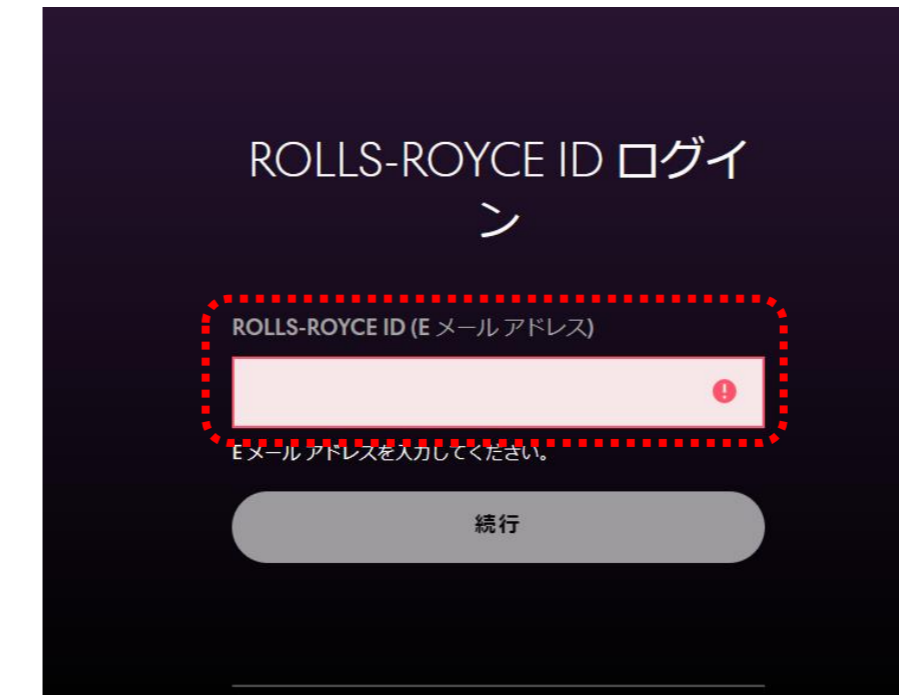 ROLLS-ROYCE ID ログイ
ン
ROLLS-ROYCE ID (E メール アドレス)
E メール アドレスを入力してください。
続行